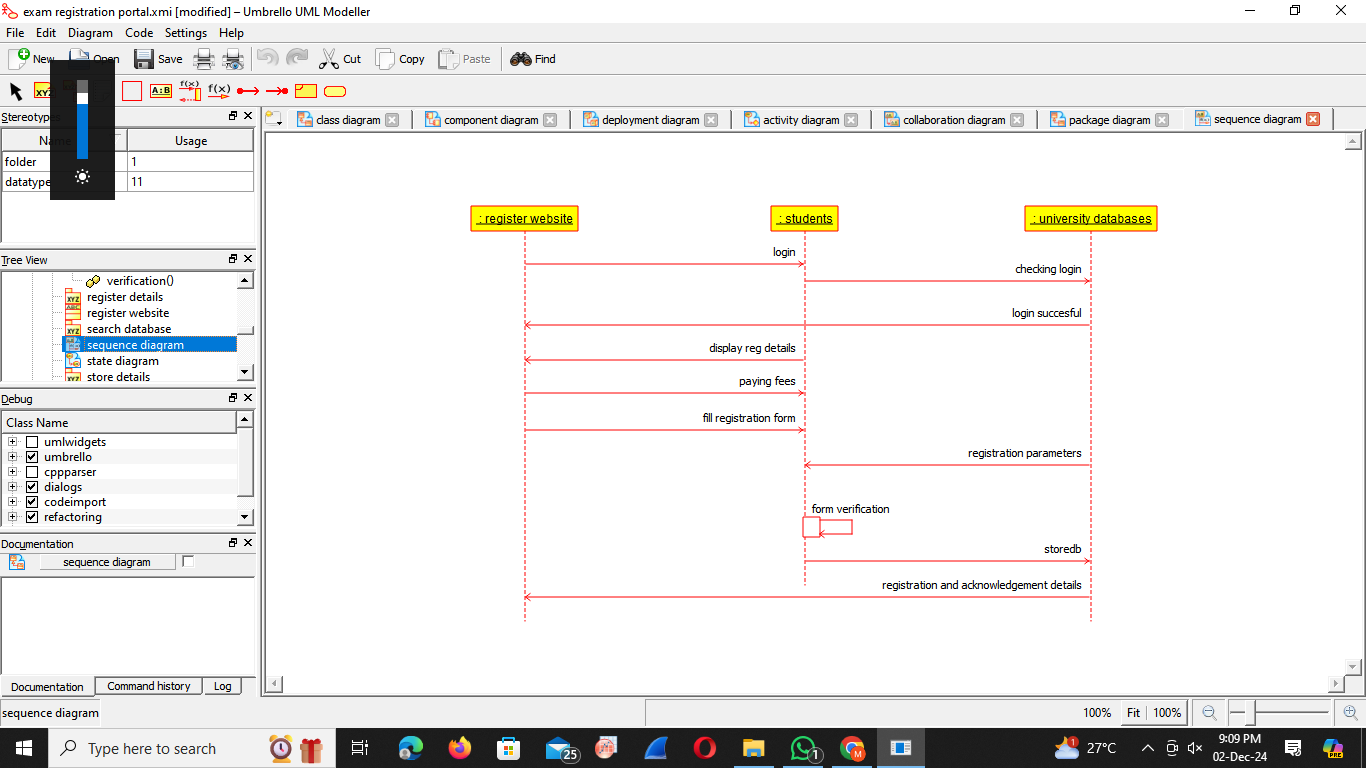 exam registration portal.xmi [modified] – Umbrello UML Modeller
File Edit Diagram Code Settings Help
New Open Save Cut Copy Paste Find
XYZ A:B f(x) f(x)
Stereotypes
class diagram component diagram deployment diagram activity diagram collaboration diagram package diagram sequence diagram
Usage
folder 1
datatype 11
Tree View
verification()
register details
register website
search database
sequence diagram
state diagram
store details
Debug
Class Name
umlwidgets
umbrello
cppparser
dialogs
codeimport
refactoring
Documentation
sequence diagram
Documentation Command history Log
: register website : students : university databases
login
checking login
login succesful
display reg details
paying fees
fill registration form
registration parameters
form verification
storedb
registration and acknowledgement details
sequence diagram 100% Fit 100%
Type here to search 25 1 M 27°C 9:09 PM PRE
02-Dec-24